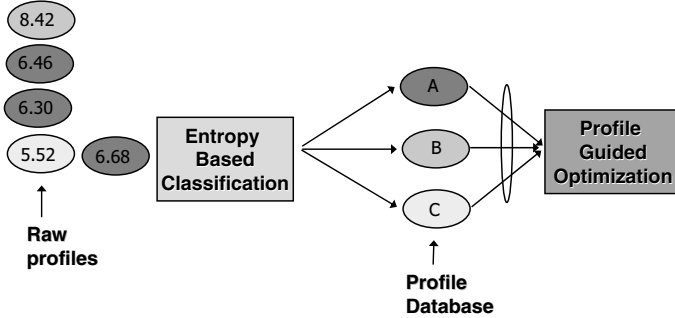 8.42
6.46
6.30
5.52
6.68
Raw
profiles
Entropy
Based
Classification
A
B
C
Profile
Database
Profile
Guided
Optimization